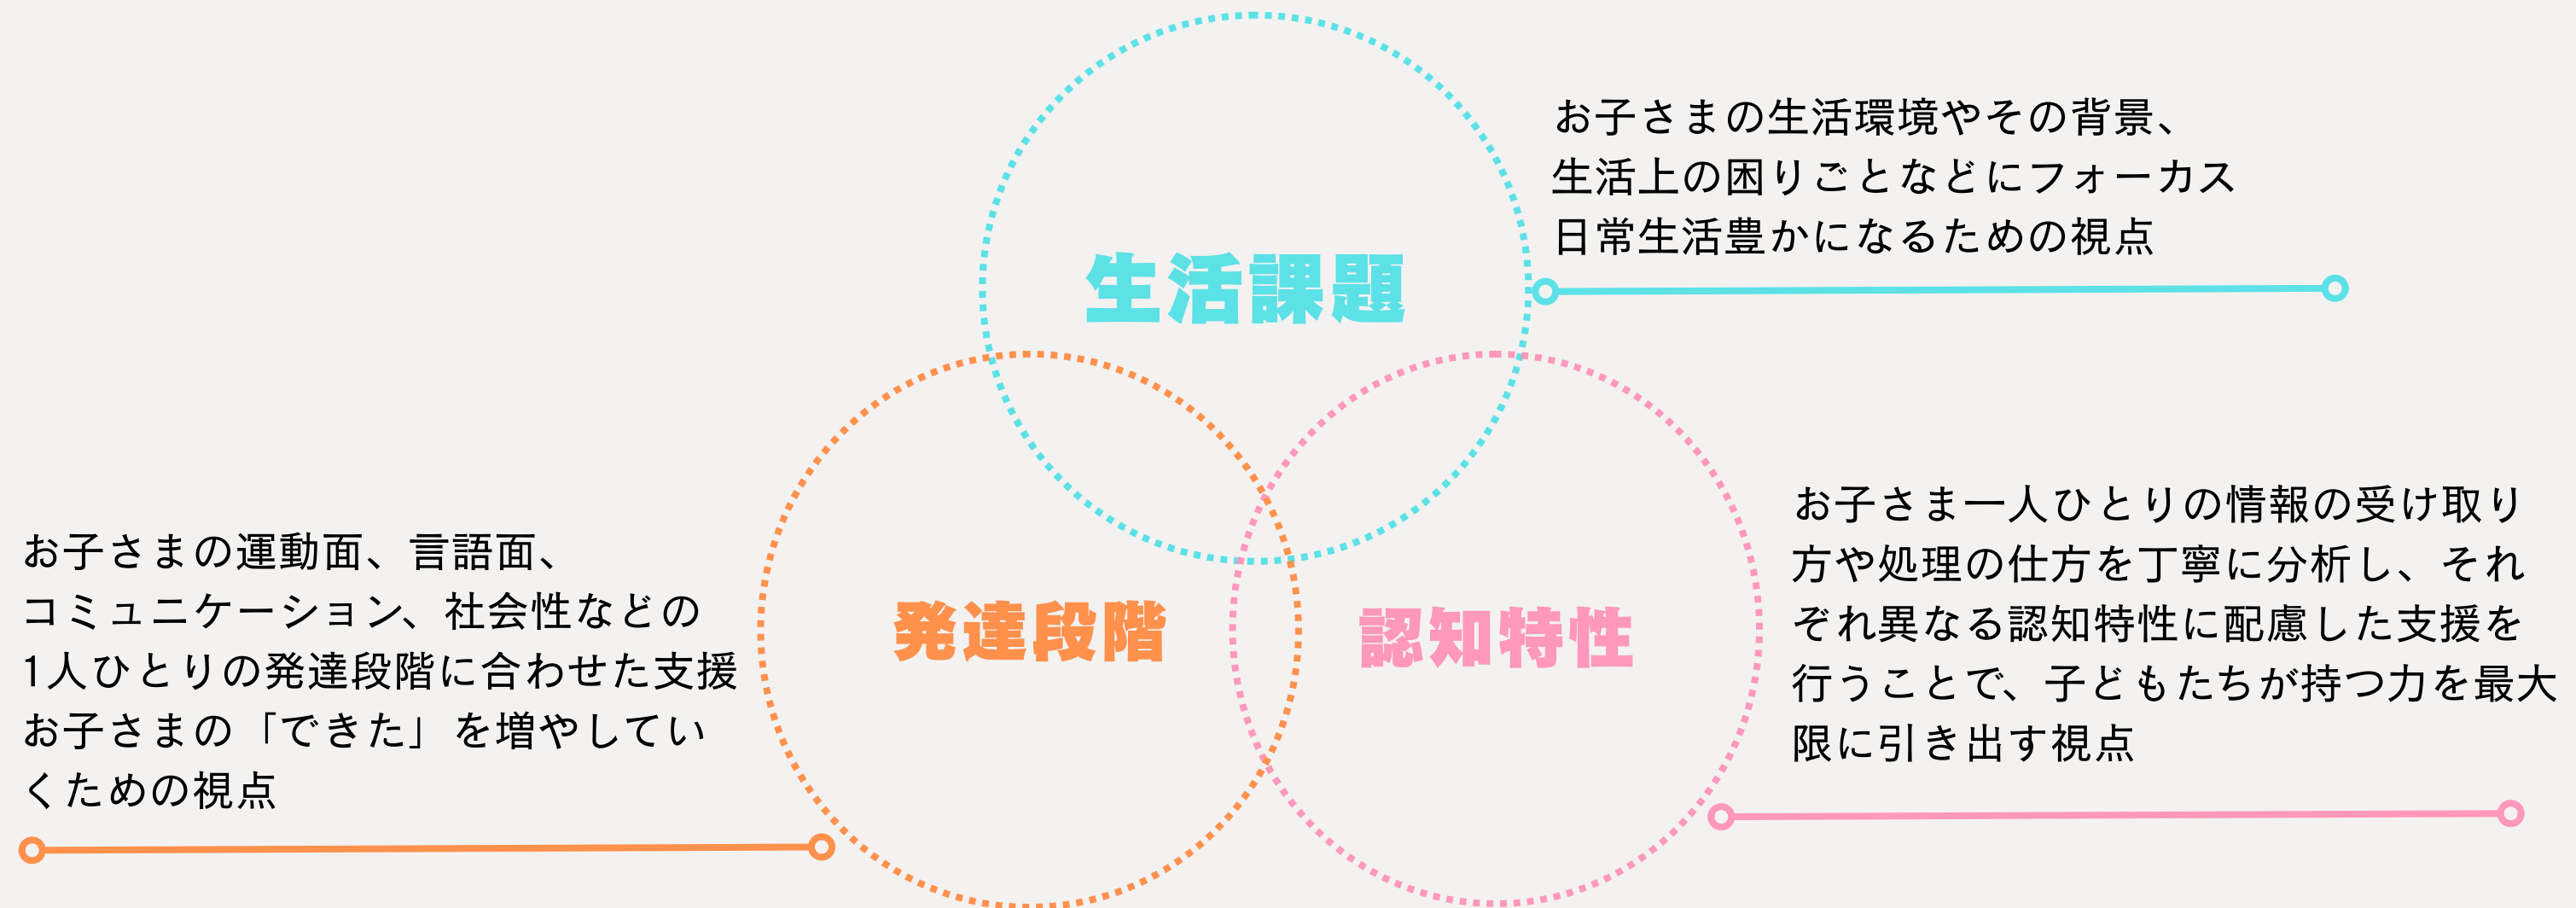 お子さまの生活環境やその背景、
生活上の困りごとなどにフォーカス
日常生活豊かになるための視点
生活課題
お子さまの運動面、言語面、
コミュニケーション、社会性などの
1人ひとりの発達段階に合わせた支援
お子さまの「できた」を増やしてい
くための視点
発達段階
認知特性
お子さま一人ひとりの情報の受け取り
方や処理の仕方を丁寧に分析し、それ
ぞれ異なる認知特性に配慮した支援を
行うことで、子どもたちが持つ力を最大
限に引き出す視点